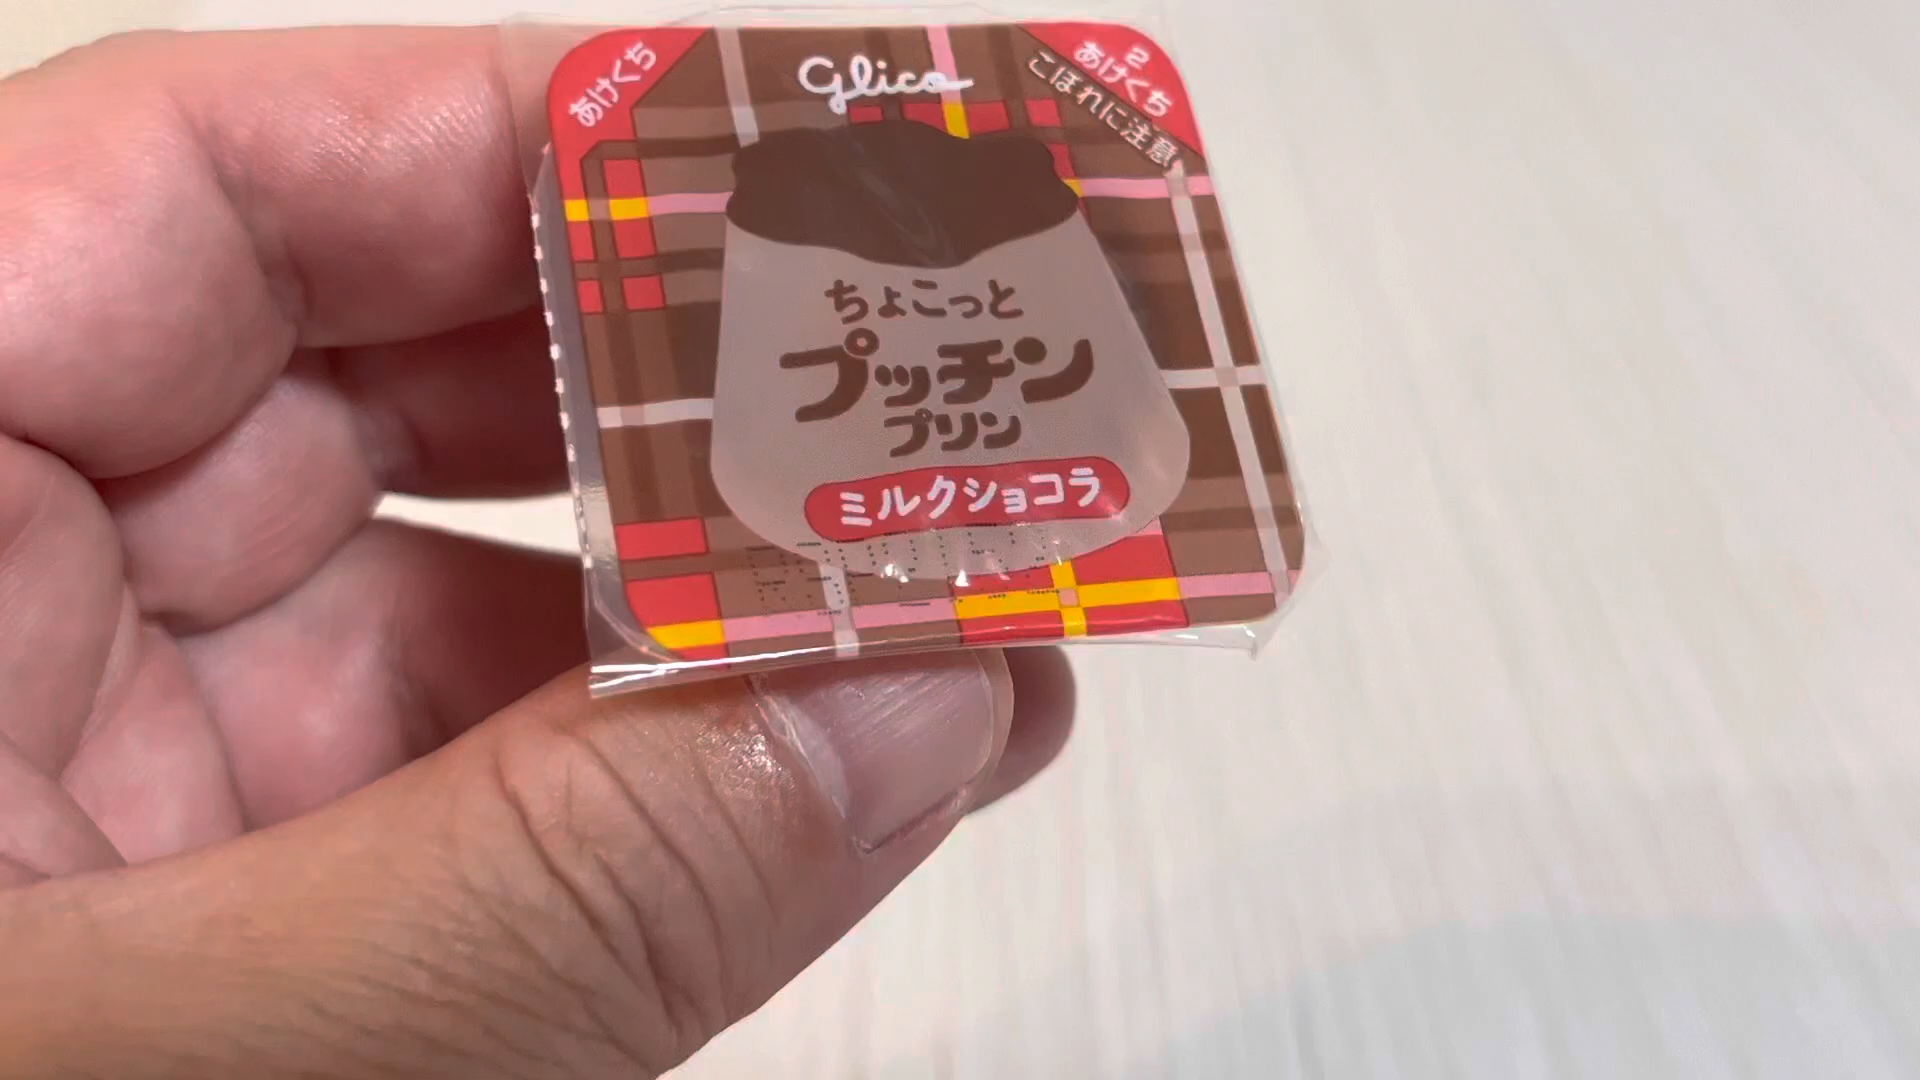 あけくち
Glico
2
あけくち
こぼれに注意
ちょこっと
プッチン
プリン
ミルクショコラ